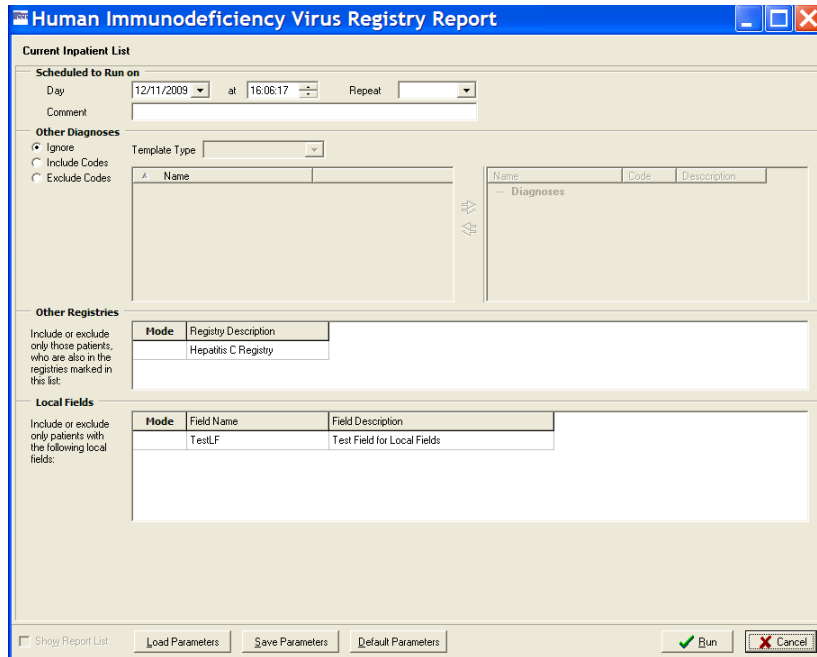 Human Immunodeficiency Virus Registry Report
Current Inpatient List
Scheduled to Run on
Day 12/11/2009 at 16:06:17 Repeat
Comment
Other Diagnoses
Ignore
Include Codes
Exclude Codes
Template Type
Name
Name Code Desccription
Diagnoses
Other Registries
Include or exclude
only those patients,
who are also in the
registries marked in
this list:
Mode Registry Description
Hepatitis C Registry
Local Fields
Include or exclude
only patients with
the following local
fields:
Mode Field Name Field Description
TestLF Test Field for Local Fields
Show Report List Load Parameters Save Parameters Default Parameters Run Cancel